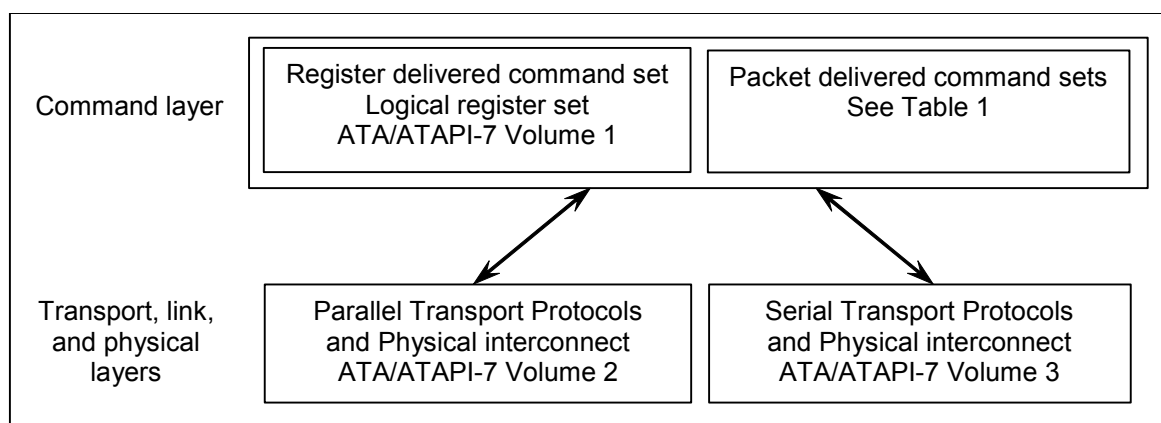 Command layer
Register delivered command set
Logical register set
ATA/ATAPI-7 Volume 1
Packet delivered command sets
See Table 1
Transport, link,
and physical
layers
Parallel Transport Protocols
and Physical interconnect
ATA/ATAPI-7 Volume 2
Serial Transport Protocols
and Physical interconnect
ATA/ATAPI-7 Volume 3